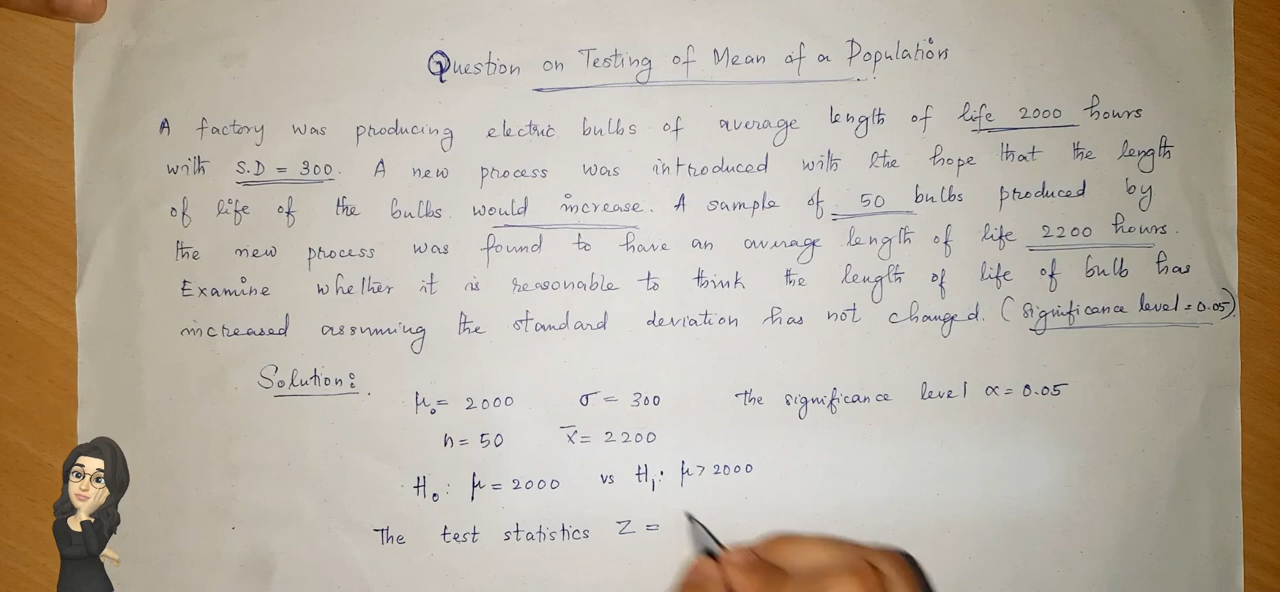 Question on Testing of Mean of a Population
A factory was producing electric bulbs of average length of life 2000 hours
with S.D = 300. A new process was introduced with the hope that the length
of life of the bulbs would increase. A sample of 50 bulbs produced by
the new process was found to have an average length of life 2200 hours.
Examine whether it is reasonable to think the length of life of bulb has
increased assuming the standard deviation has not changed. (Significance level = 0.05)
Solution:
μ₀ = 2000 σ = 300 The significance level α = 0.05
n = 50 x̄ = 2200
H₀: μ = 2000 vs H₁: μ > 2000
The test statistics Z =